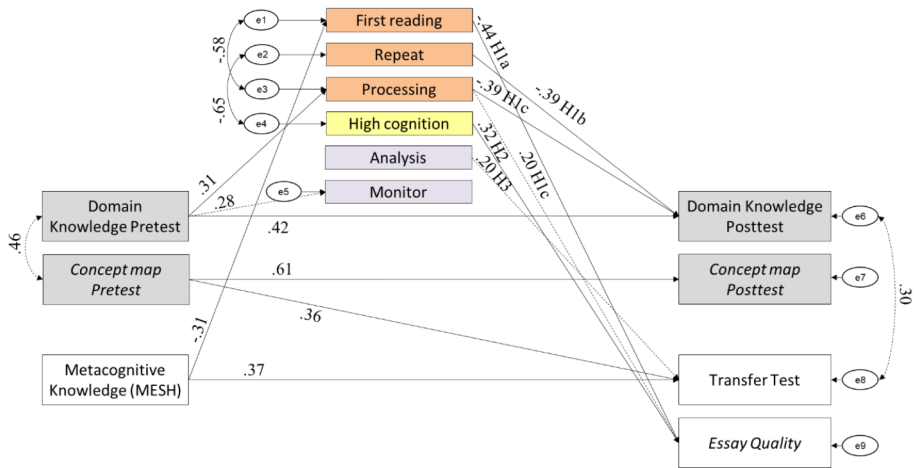 e1
First reading
-.44 H1a
-.58
e2
Repeat
e3
Processing
-.39 H1c
-.39 H1b
-.65
e4
High cognition
.32 H2
.20 H1c
Analysis
.20 H3
.31
e5
Monitor
.28
Domain
Knowledge Pretest
.42
Domain Knowledge
Posttest
e6
.46
Concept map
Pretest
.61
Concept map
Posttest
e7
.30
-.31
.36
Metacognitive
Knowledge (MESH)
.37
Transfer Test
e8
Essay Quality
e9